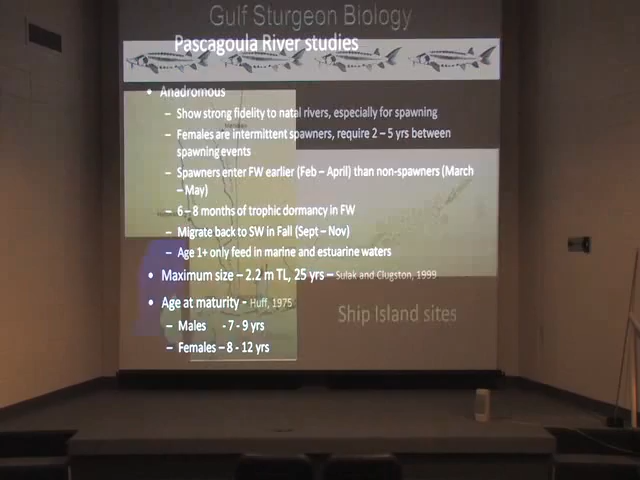 Gulf Sturgeon Biology
Pascagoula River studies
• Anadromous
– Show strong fidelity to natal rivers, especially for spawning
– Females are intermittent spawners, require 2 – 5 yrs between
spawning events
– Spawners enter FW earlier (Feb – April) than non-spawners (March
– May)
– 6 – 8 months of trophic dormancy in FW
– Migrate back to SW in Fall (Sept – Nov)
– Age 1+ only feed in marine and estuarine waters
• Maximum size – 2.2 m TL, 25 yrs – Sulak and Clugston, 1999
• Age at maturity - Huff, 1975
Ship Island sites
– Males - 7 - 9 yrs
– Females – 8 - 12 yrs